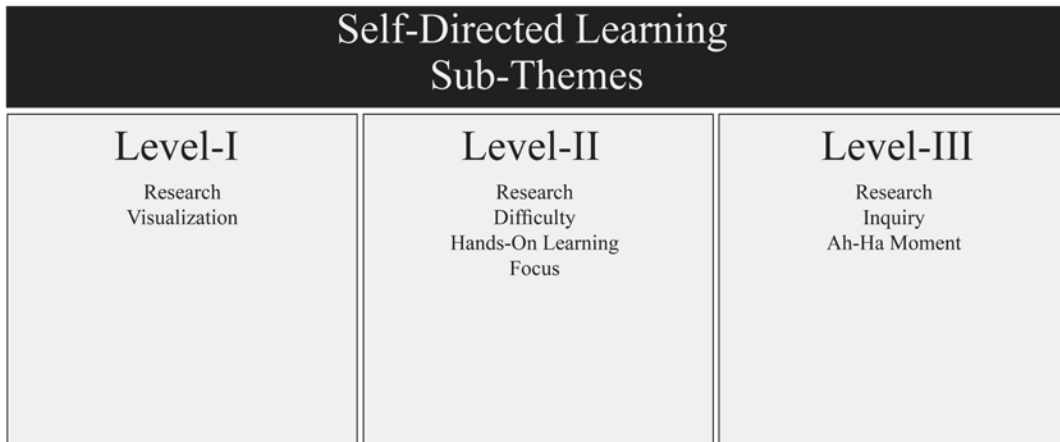 Self-Directed Learning
Sub-Themes
Level-I
Research
Visualization
Level-II
Research
Difficulty
Hands-On Learning
Focus
Level-III
Research
Inquiry
Ah-Ha Moment